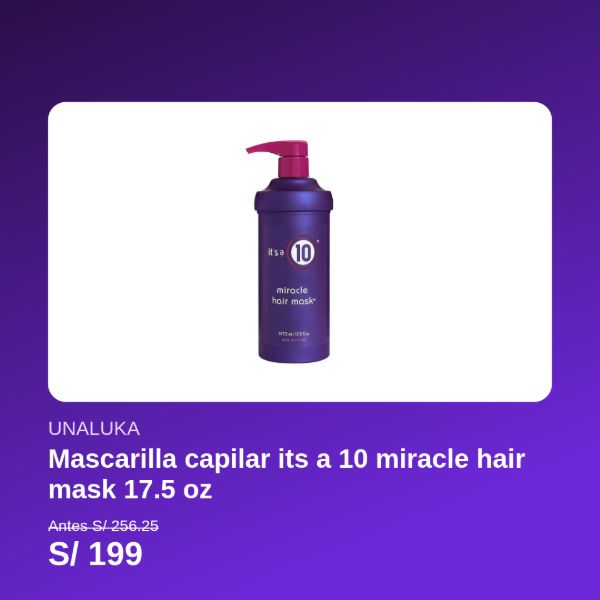 it's a 10
miracle
hair mask
UNALUKA
Mascarilla capilar its a 10 miracle hair
mask 17.5 oz
Antes S/ 256.25
S/ 199